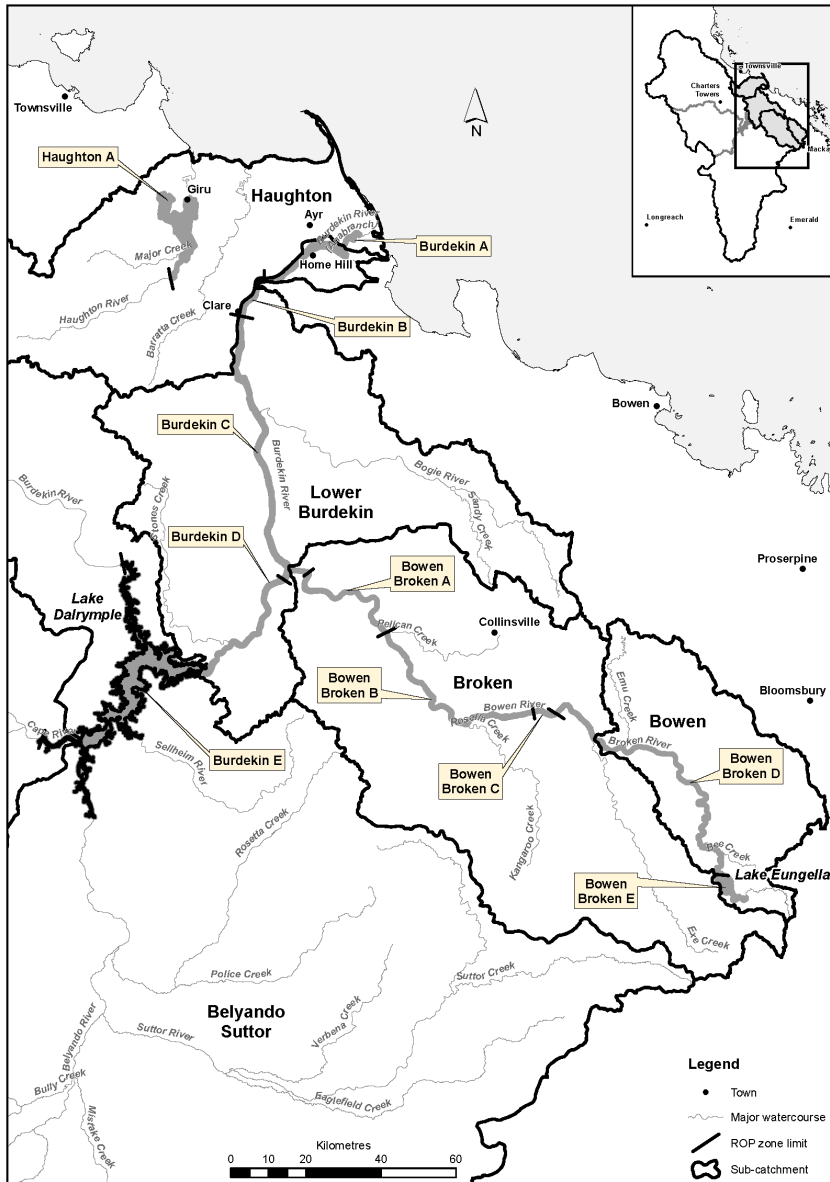 Townsville
N
Townsville
Charters
Towers
Longreach
Emerald
Haughton A
Giru
Haughton
Ayr
Burdekin River
Burdekin A
Major Creek
Home Hill
Haughton River
Clare
Barratta Creek
Burdekin B
Bowen
Burdekin C
Burdekin River
Bogie River
Burdekin River
Stones Creek
Lower
Burdekin
Sandy Creek
Burdekin D
Bowen
Broken A
Proserpine
Lake
Dalrymple
Pelican Creek
Collinsville
Bowen
Broken B
Broken
Emu Creek
Bloomsbury
Bowen River
Rosella Creek
Bowen
Cape River
Broken River
Sellheim River
Burdekin E
Bowen
Broken C
Bowen
Broken D
Rosetta Creek
Kangaroo Creek
Bee Creek
Lake Eungella
Bowen
Broken E
Exe Creek
Police Creek
Suttor Creek
Belyando
Suttor
Verbena Creek
Belyando River
Suttor River
Bully Creek
Eaglefield Creek
Mistake Creek
Legend
Town
Major watercourse
ROP zone limit
Sub-catchment
Kilometres
0 10 20 40 60